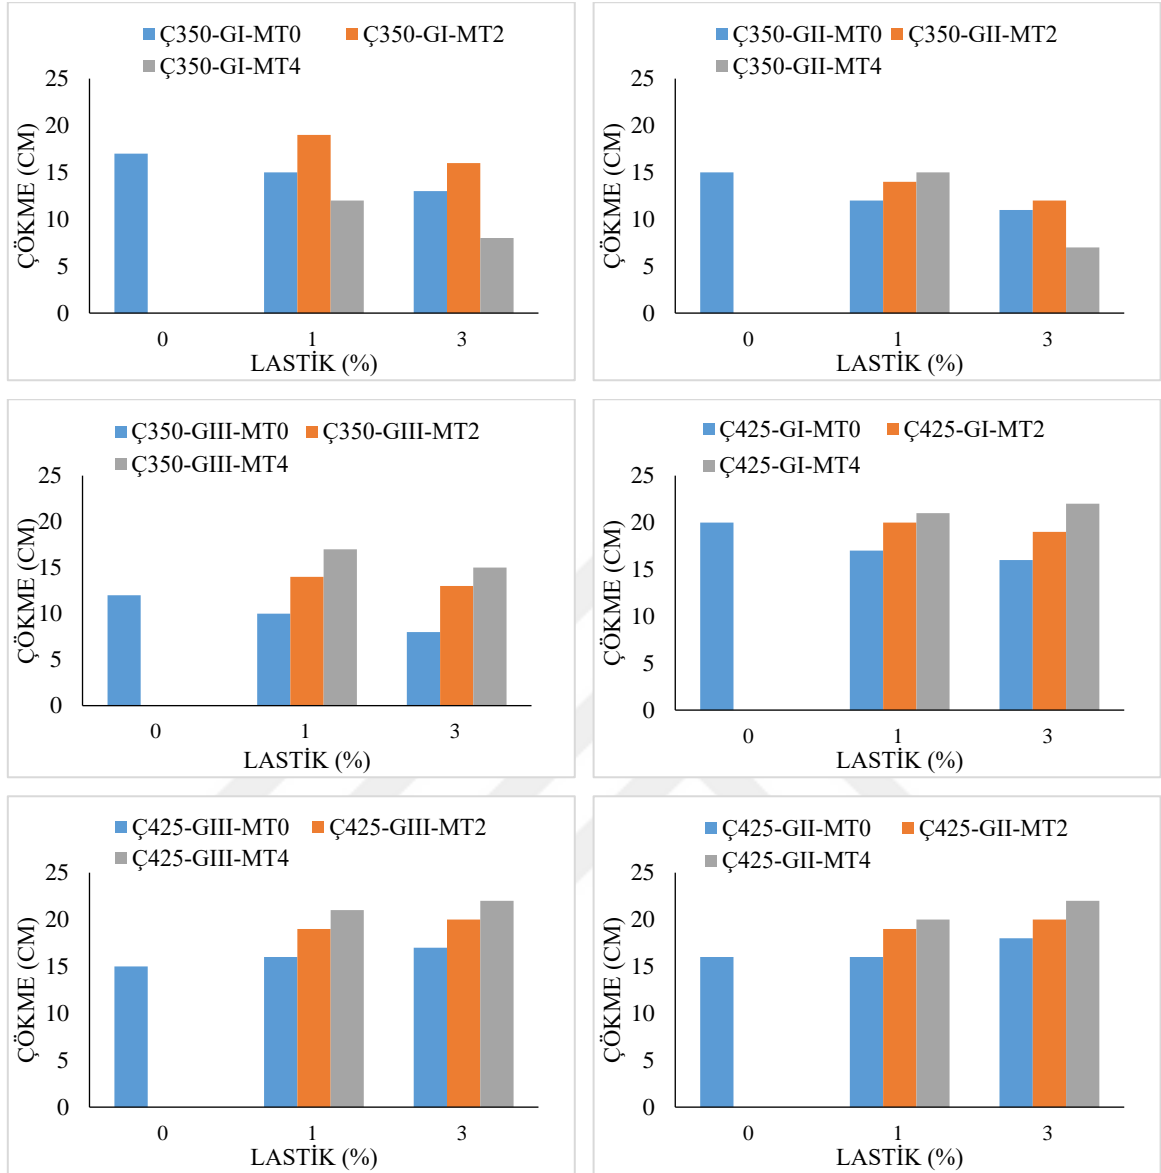 Ç350-GI-MT0 Ç350-GI-MT2
Ç350-GI-MT4
25
20
15
10
5
0
ÇÖKME (CM)
0 1 3
LASTİK (%)
Ç350-GII-MT0 Ç350-GII-MT2
Ç350-GII-MT4
25
20
15
10
5
0
ÇÖKME (CM)
0 1 3
LASTİK (%)
Ç350-GIII-MT0 Ç350-GIII-MT2
Ç350-GIII-MT4
25
20
15
10
5
0
ÇÖKME (CM)
0 1 3
LASTİK (%)
Ç425-GI-MT0 Ç425-GI-MT2
Ç425-GI-MT4
25
20
15
10
5
0
ÇÖKME (CM)
0 1 3
LASTİK (%)
Ç425-GIII-MT0 Ç425-GIII-MT2
Ç425-GIII-MT4
25
20
15
10
5
0
ÇÖKME (CM)
0 1 3
LASTİK (%)
Ç425-GII-MT0 Ç425-GII-MT2
Ç425-GII-MT4
25
20
15
10
5
0
ÇÖKME (CM)
0 1 3
LASTİK (%)